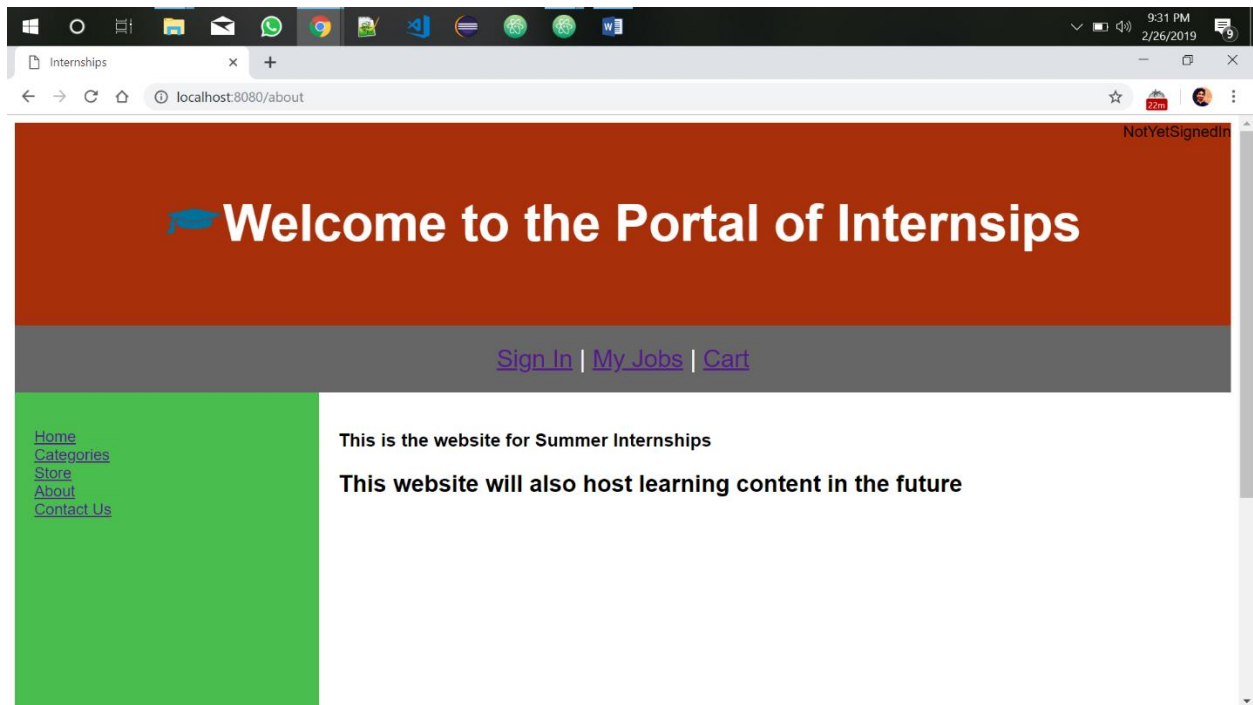 9:31 PM
2/26/2019
9
Internships
localhost:8080/about
22m
NotYetSignedIn
Welcome to the Portal of Internsips
Sign In | My Jobs | Cart
Home
Categories
Store
About
Contact Us
This is the website for Summer Internships
This website will also host learning content in the future